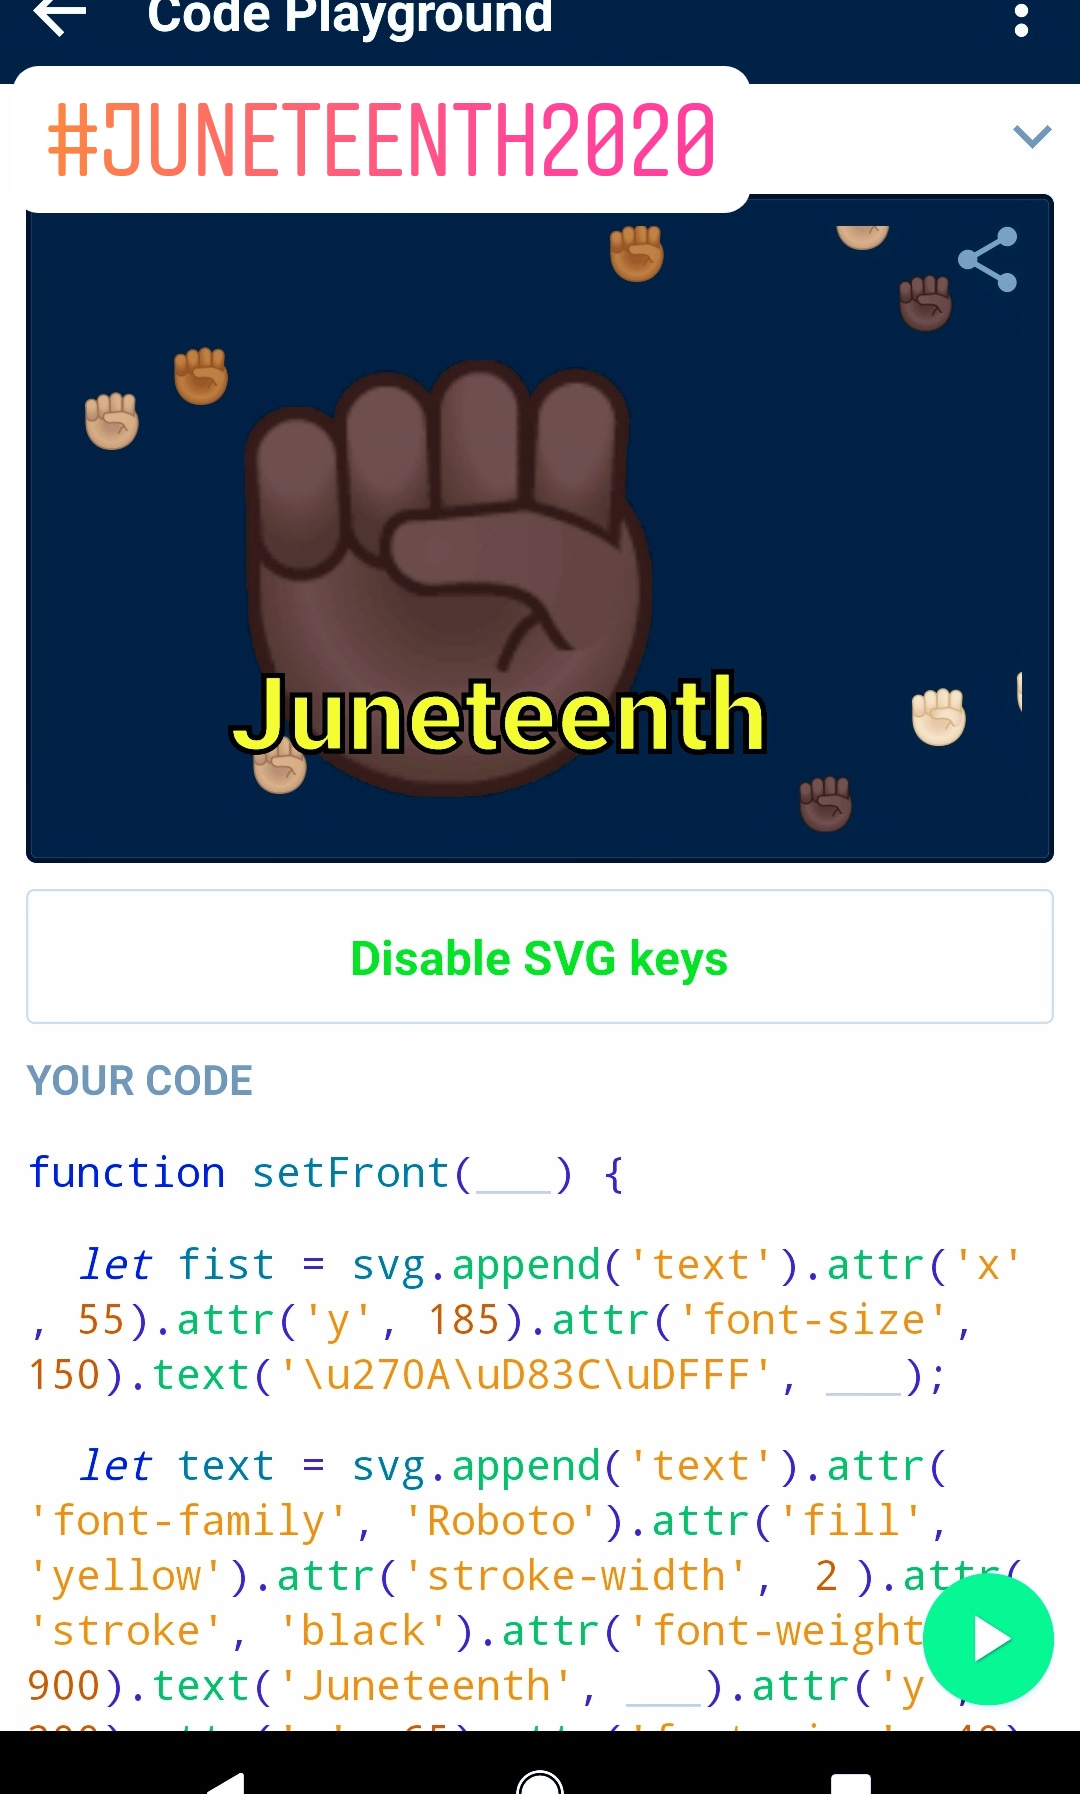 Code Playground
#JUNETEENTH2020
Juneteenth
Disable SVG keys
YOUR CODE
function setFront(___) {
let fist = svg.append('text').attr('x'
, 55).attr('y', 185).attr('font-size',
150).text('\u270A\uD83C\uDFFF', ___);
let text = svg.append('text').attr(
'font-family', 'Roboto').attr('fill',
'yellow').attr('stroke-width', 2 ).attr(
'stroke', 'black').attr('font-weight
900).text('Juneteenth', ___).attr('y ,